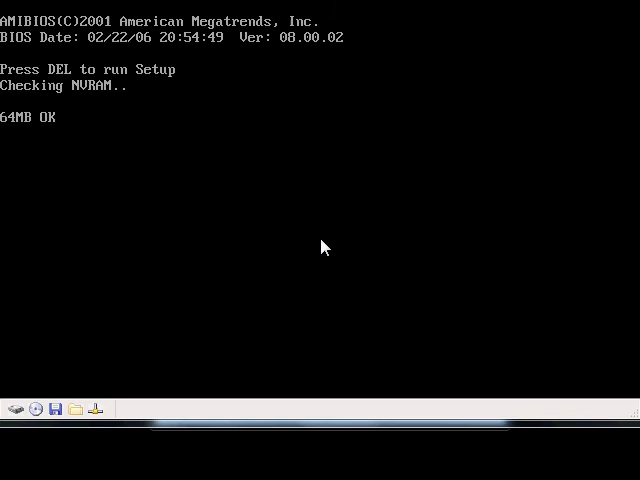 AMIBIOS(C)2001 American Megatrends, Inc.
BIOS Date: 02/22/06 20:54:49  Ver: 08.00.02
Press DEL to run Setup
Checking NVRAM..
64MB OK